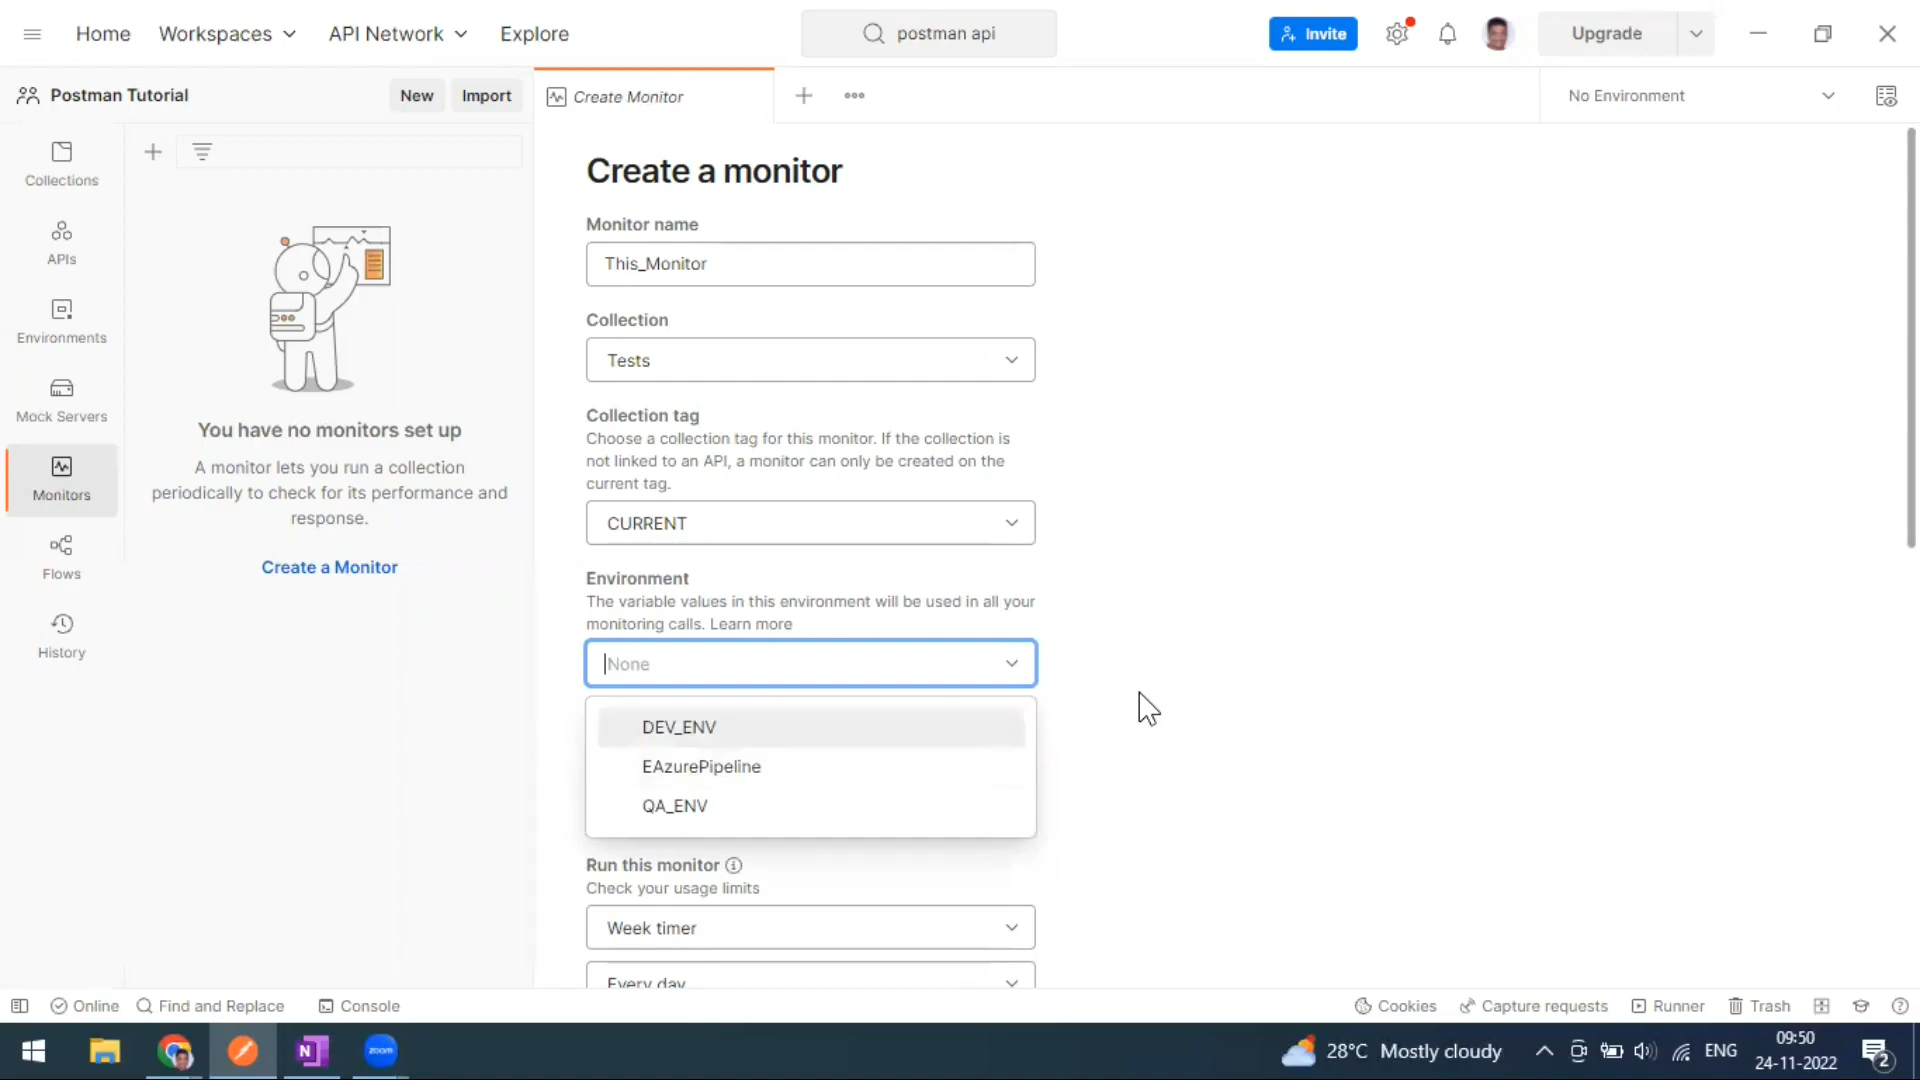 Home
Workspaces
API Network
Explore
postman api
Invite
Upgrade
Postman Tutorial
New
Import
Create Monitor
No Environment
Collections
APIs
Environments
Mock Servers
Monitors
Flows
History
You have no monitors set up
A monitor lets you run a collection
periodically to check for its performance and
response.
Create a Monitor
Create a monitor
Monitor name
This_Monitor
Collection
Tests
Collection tag
Choose a collection tag for this monitor. If the collection is
not linked to an API, a monitor can only be created on the
current tag.
CURRENT
Environment
The variable values in this environment will be used in all your
monitoring calls. Learn more
None
DEV_ENV
EAzurePipeline
QA_ENV
Run this monitor
Check your usage limits
Week timer
Every day
Online
Find and Replace
Console
Cookies
Capture requests
Runner
Trash
N
zoom
28°C Mostly cloudy
ENG
09:50
24-11-2022
2